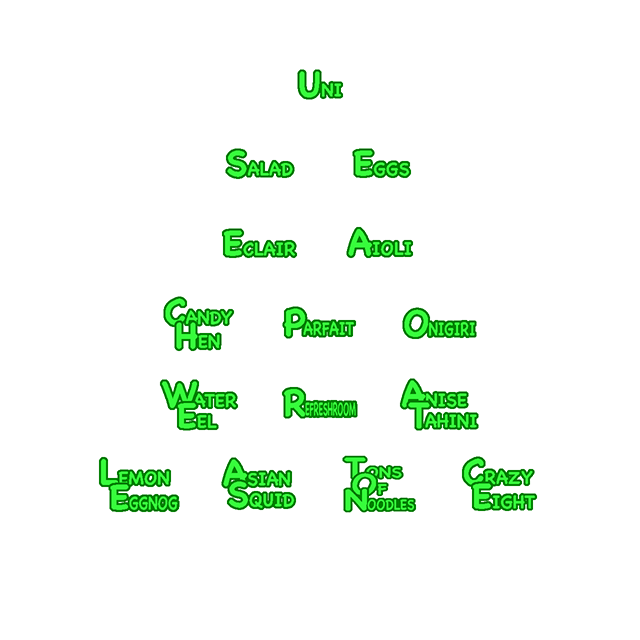 Uni
Salad Eggs
Eclair Aioli
Candy Hen Parfait Onigiri
Water Eel Refreshroom Anise Tahini
Lemon Eggnog Asian Squid Tons Of Noodles Crazy Eight